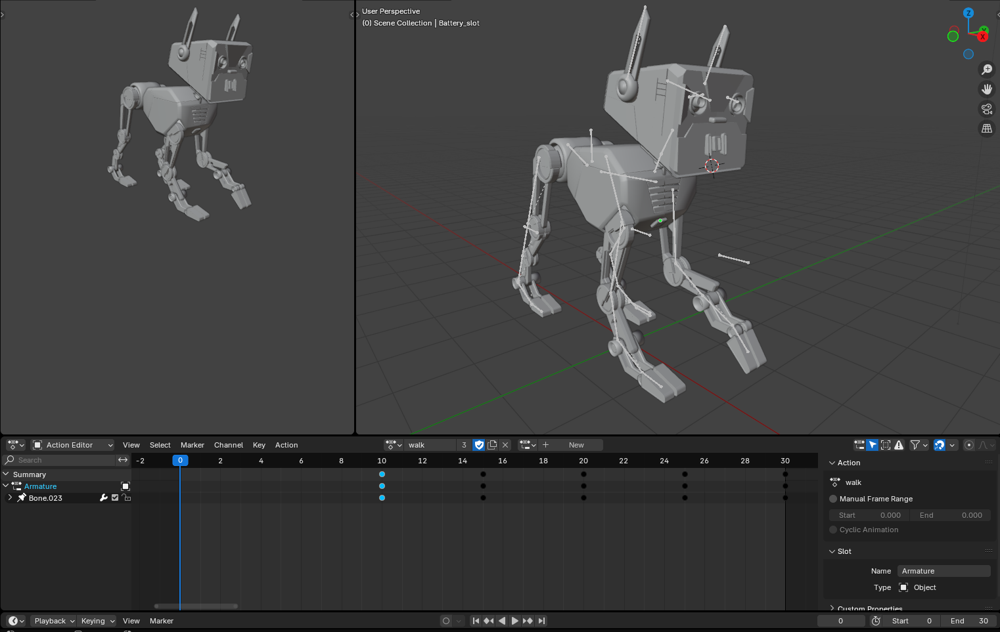 User Perspective
(0) Scene Collection | Battery_slot
Z
Y
X
Action Editor
View
Select
Marker
Channel
Key
Action
walk
3
New
Search
-2
0
2
4
6
8
10
12
14
16
18
20
22
24
26
28
30
Summary
Armature
Bone.023
Action
walk
Manual Frame Range
Start 0.000 End 0.000
Cyclic Animation
Slot
Name Armature
Type Object
Custom Properties
Playback
Keying
View
Marker
0
Start 0
End 30